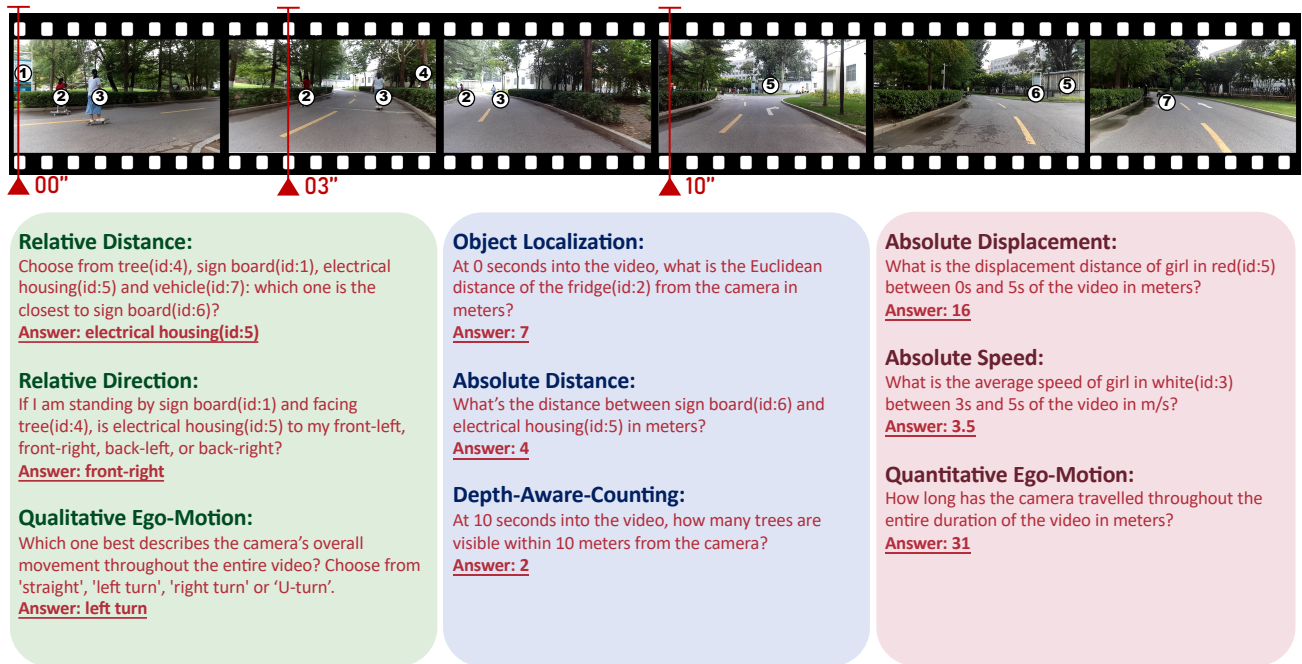 1
2
3
2
3
4
2
3
5
6
5
7
00”
03”
10”
Relative Distance:
Choose from tree(id:4), sign board(id:1), electrical
housing(id:5) and vehicle(id:7): which one is the
closest to sign board(id:6)?
Answer: electrical housing(id:5)
Relative Direction:
If I am standing by sign board(id:1) and facing
tree(id:4), is electrical housing(id:5) to my front-left,
front-right, back-left, or back-right?
Answer: front-right
Qualitative Ego-Motion:
Which one best describes the camera’s overall
movement throughout the entire video? Choose from
'straight', 'left turn', 'right turn' or ‘U-turn’.
Answer: left turn
Object Localization:
At 0 seconds into the video, what is the Euclidean
distance of the fridge(id:2) from the camera in
meters?
Answer: 7
Absolute Distance:
What’s the distance between sign board(id:6) and
electrical housing(id:5) in meters?
Answer: 4
Depth-Aware-Counting:
At 10 seconds into the video, how many trees are
visible within 10 meters from the camera?
Answer: 2
Absolute Displacement:
What is the displacement distance of girl in red(id:5)
between 0s and 5s of the video in meters?
Answer: 16
Absolute Speed:
What is the average speed of girl in white(id:3)
between 3s and 5s of the video in m/s?
Answer: 3.5
Quantitative Ego-Motion:
How long has the camera travelled throughout the
entire duration of the video in meters?
Answer: 31